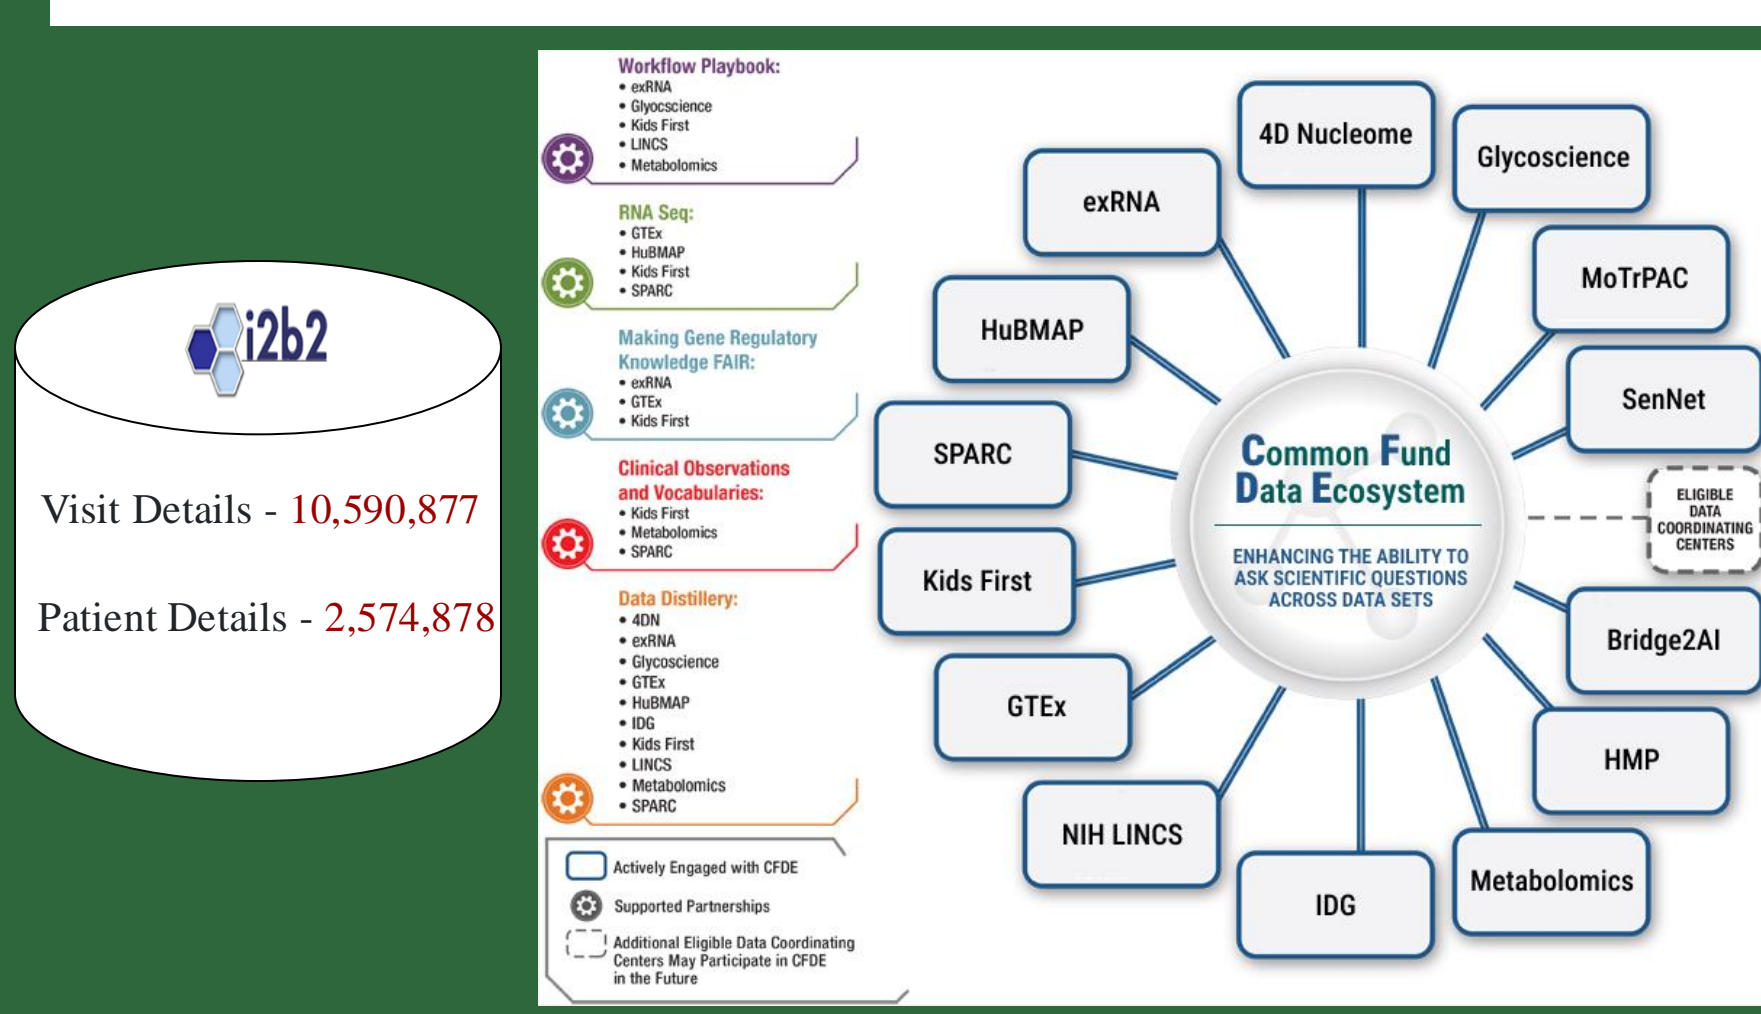 i2b2
Visit Details - 10,590,877
Patient Details - 2,574,878
Workflow Playbook:
• exRNA
• Glyocscience
• Kids First
• LINCS
• Metabolomics
RNA Seq:
• GTEx
• HuBMAP
• Kids First
• SPARC
Making Gene Regulatory
Knowledge FAIR:
• exRNA
• GTEx
• Kids First
Clinical Observations
and Vocabularies:
• Kids First
• Metabolomics
• SPARC
Data Distillery:
• 4DN
• exRNA
• Glycoscience
• GTEx
• HuBMAP
• IDG
• Kids First
• LINCS
• Metabolomics
• SPARC
Actively Engaged with CFDE
Supported Partnerships
Additional Eligible Data Coordinating
Centers May Participate in CFDE
in the Future
Common Fund
Data Ecosystem
ENHANCING THE ABILITY TO
ASK SCIENTIFIC QUESTIONS
ACROSS DATA SETS
4D Nucleome
Glycoscience
MoTrPAC
SenNet
ELIGIBLE
DATA
COORDINATING
CENTERS
Bridge2AI
HMP
Metabolomics
IDG
NIH LINCS
GTEx
Kids First
SPARC
HuBMAP
exRNA